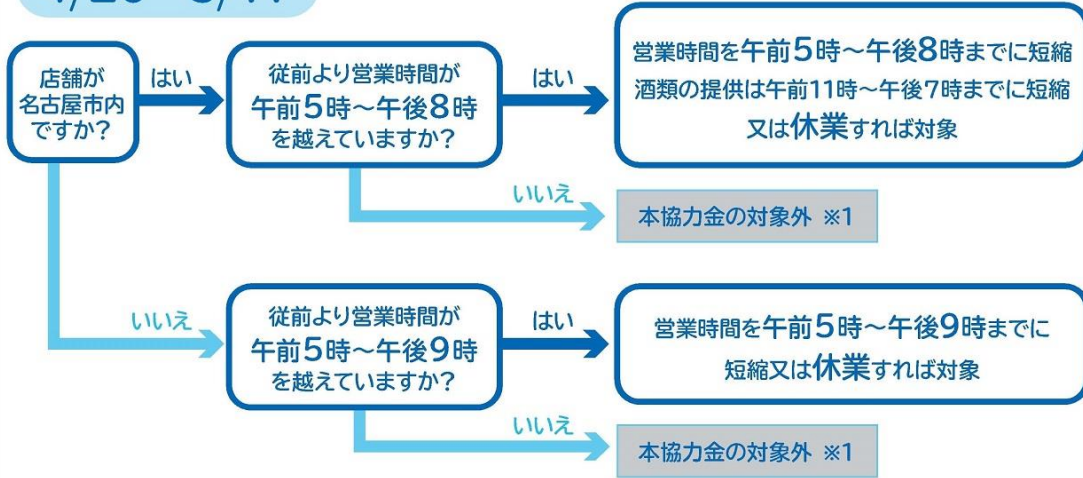 店舗が
名古屋市内
ですか?
はい
従前より営業時間が
午前5時～午後8時
を越えていますか?
はい
営業時間を午前5時～午後8時までに短縮
酒類の提供は午前11時～午後7時までに短縮
又は休業すれば対象
いいえ
本協力金の対象外 ※1
いいえ
従前より営業時間が
午前5時～午後9時
を越えていますか?
はい
営業時間を午前5時～午後9時までに
短縮又は休業すれば対象
いいえ
本協力金の対象外 ※1